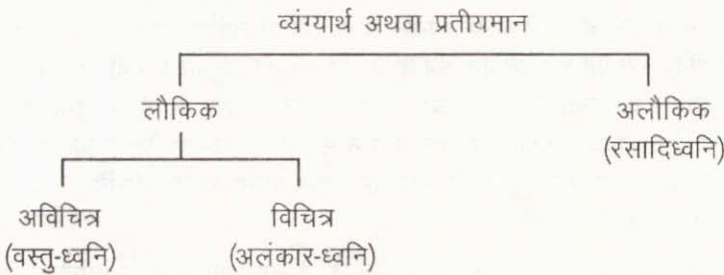 व्यंग्यार्थ अथवा प्रतीयमान
लौकिक अलौकिक
(रसादिध्वनि)
अविचित्र विचित्र
(वस्तु-ध्वनि) (अलंकार-ध्वनि)